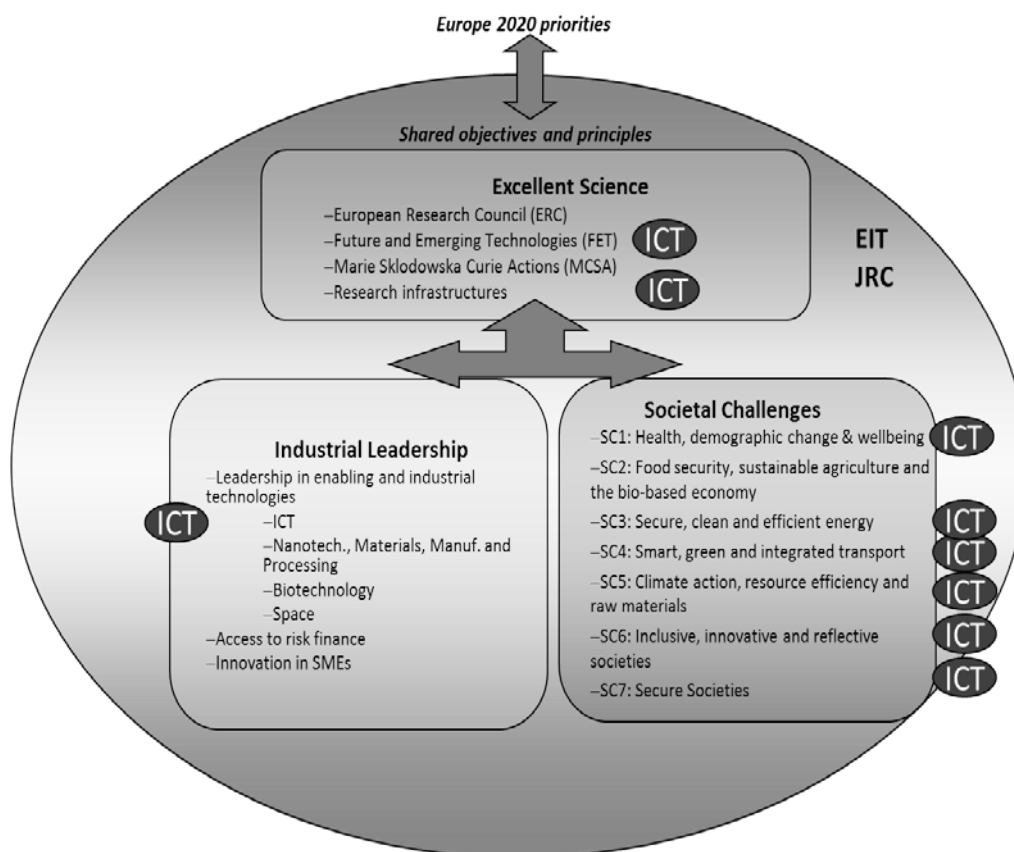 Europe 2020 priorities
Shared objectives and principles
Excellent Science
–European Research Council (ERC)
–Future and Emerging Technologies (FET)
ICT
–Marie Sklodowska Curie Actions (MCSA)
–Research infrastructures
ICT
EIT
JRC
Industrial Leadership
–Leadership in enabling and industrial
technologies
ICT
–ICT
–Nanotech., Materials, Manuf. and
Processing
–Biotechnology
–Space
–Access to risk finance
–Innovation in SMEs
Societal Challenges
–SC1: Health, demographic change & wellbeing
ICT
–SC2: Food security, sustainable agriculture and
the bio-based economy
–SC3: Secure, clean and efficient energy
ICT
–SC4: Smart, green and integrated transport
ICT
–SC5: Climate action, resource efficiency and
raw materials
ICT
–SC6: Inclusive, innovative and reflective
societies
ICT
–SC7: Secure Societies
ICT